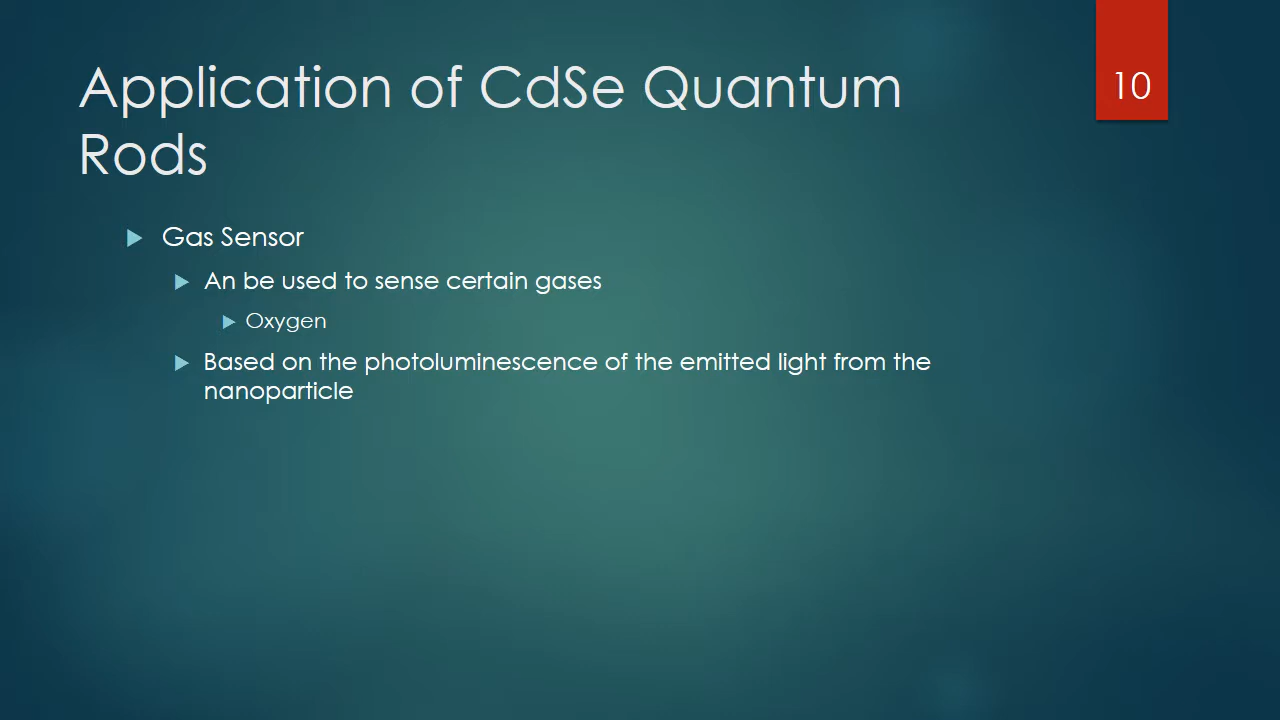 Application of CdSe Quantum
Rods
10
Gas Sensor
An be used to sense certain gases
Oxygen
Based on the photoluminescence of the emitted light from the
nanoparticle